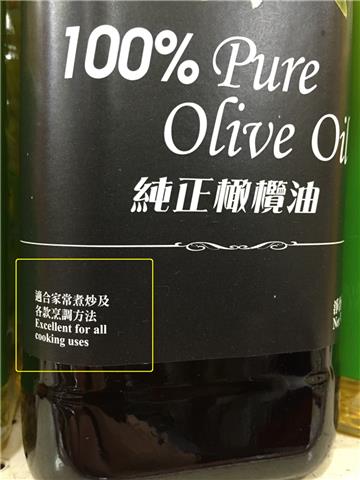 100% Pure
Olive Oil
純正橄欖油
適合家常煮炒及
各款烹調方法
Excellent for all
cooking uses